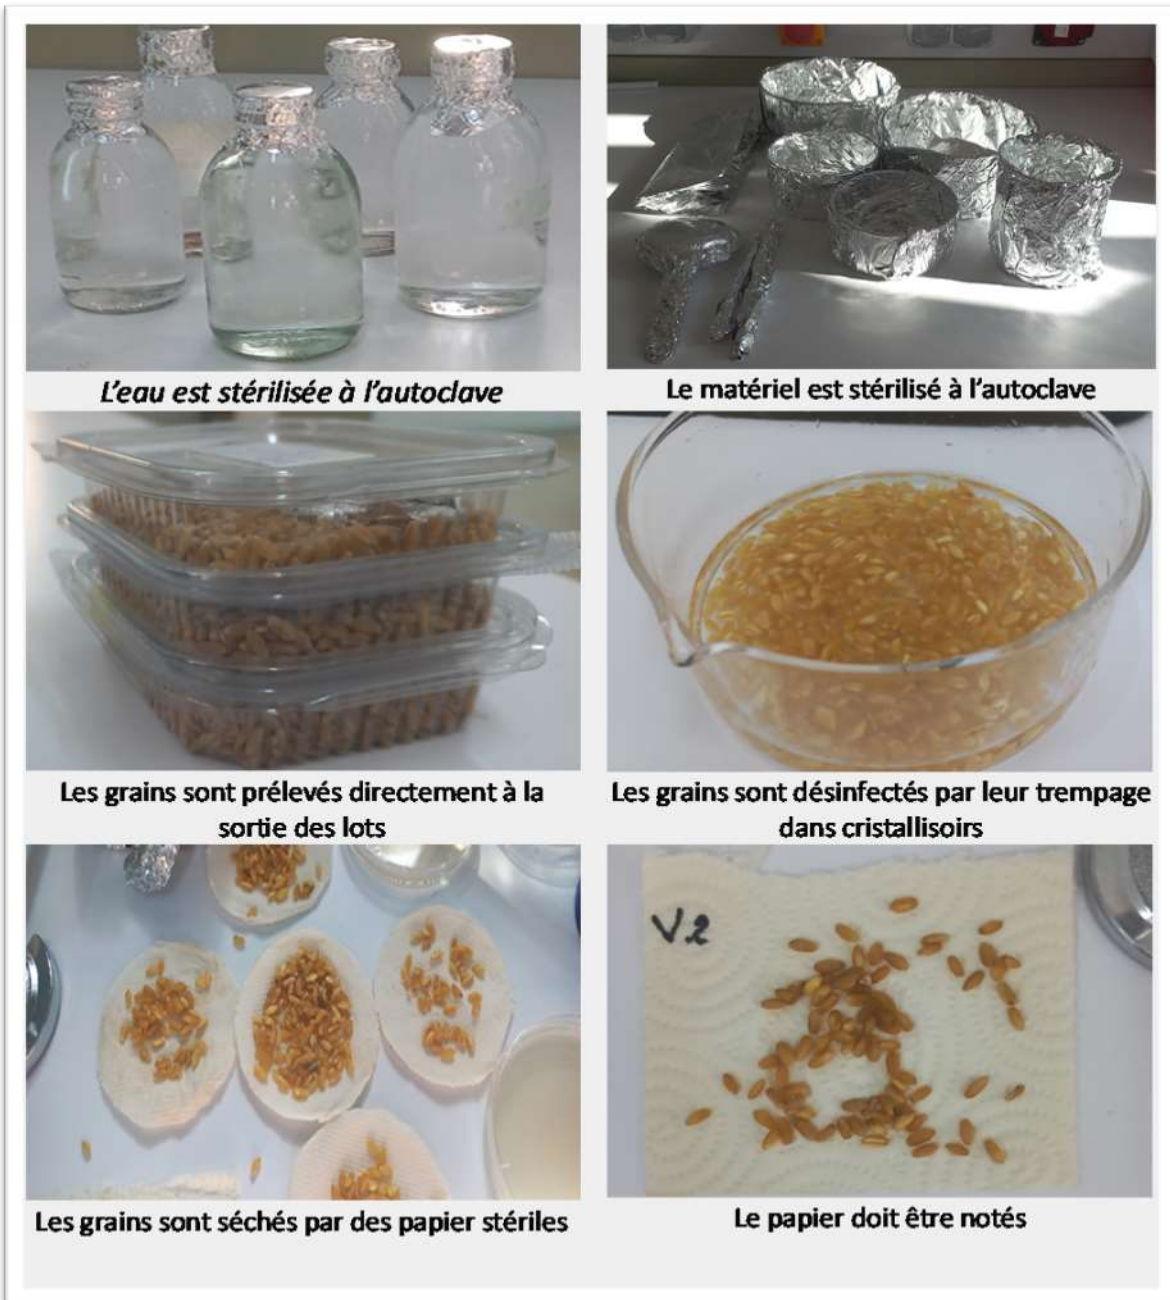 L'eau est stérilisée à l'autoclave
Le matériel est stérilisé à l'autoclave
Les grains sont prélevés directement à la
sortie des lots
Les grains sont désinfectés par leur trempage
dans cristallisoirs
V2
Les grains sont séchés par des papier stériles
Le papier doit être notés